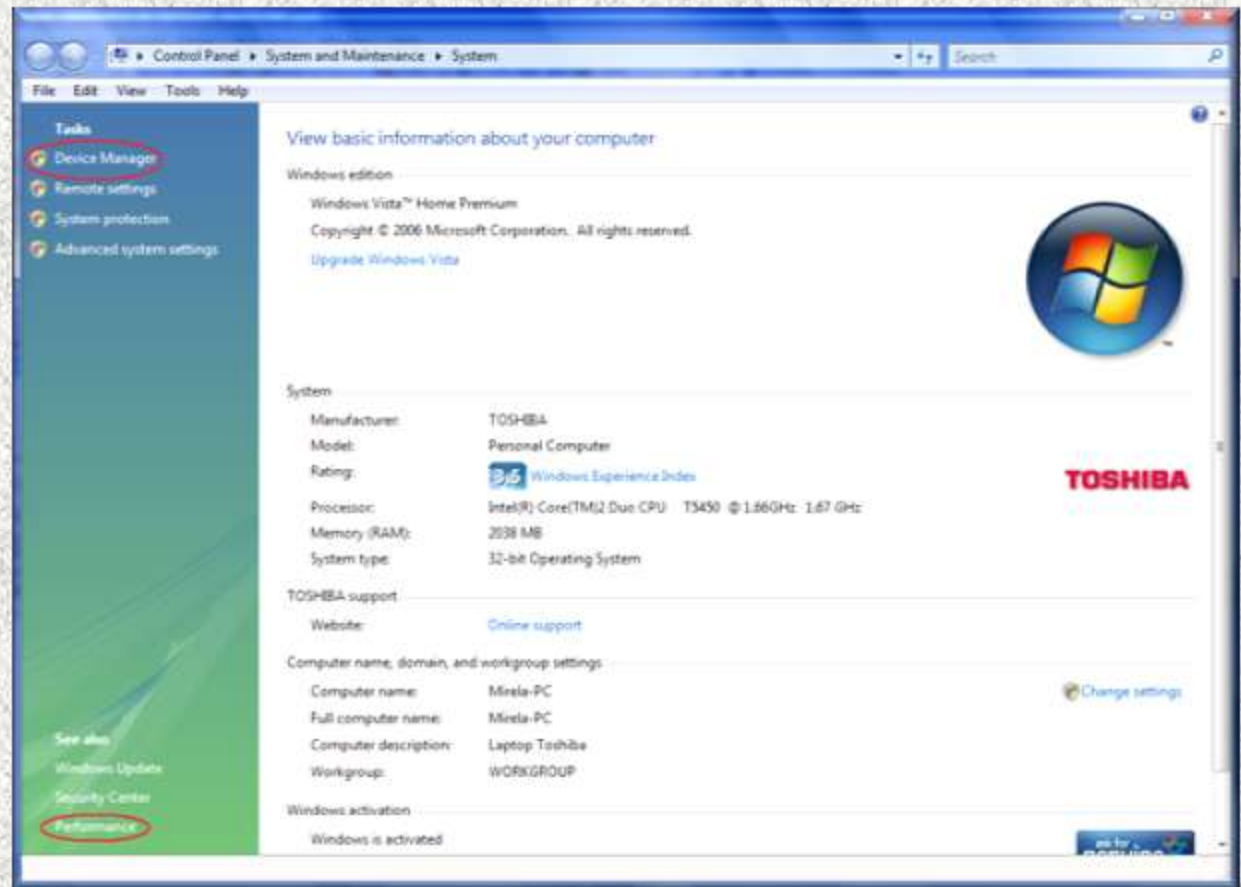 Control Panel ▸ System and Maintenance ▸ System
Search
File Edit View Tools Help
Tasks
Device Manager
Remote settings
System protection
Advanced system settings
See also
Windows Update
Security Center
Performance
View basic information about your computer
Windows edition
Windows Vista™ Home Premium
Copyright © 2006 Microsoft Corporation. All rights reserved.
Upgrade Windows Vista
™
System
Manufacturer: TOSHIBA
Model: Personal Computer
Rating: 3,6 Windows Experience Index
Processor: Intel(R) Core(TM)2 Duo CPU T5450 @ 1.66GHz 1.67 GHz
Memory (RAM): 2038 MB
System type: 32-bit Operating System
TOSHIBA
TOSHIBA support
Website: Online support
Computer name, domain, and workgroup settings
Computer name: Mirela-PC
Change settings
Full computer name: Mirela-PC
Computer description: Laptop Toshiba
Workgroup: WORKGROUP
Windows activation
Windows is activated
ask for